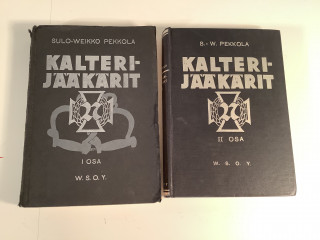 SULO-WEIKKO PEKKOLA
KALTERI-
JÄÄKÄRIT
I OSA
W. S. O. Y.
S.-W. PEKKOLA
KALTERI-
JÄÄKÄRIT
II OSA
W. S. O. Y.